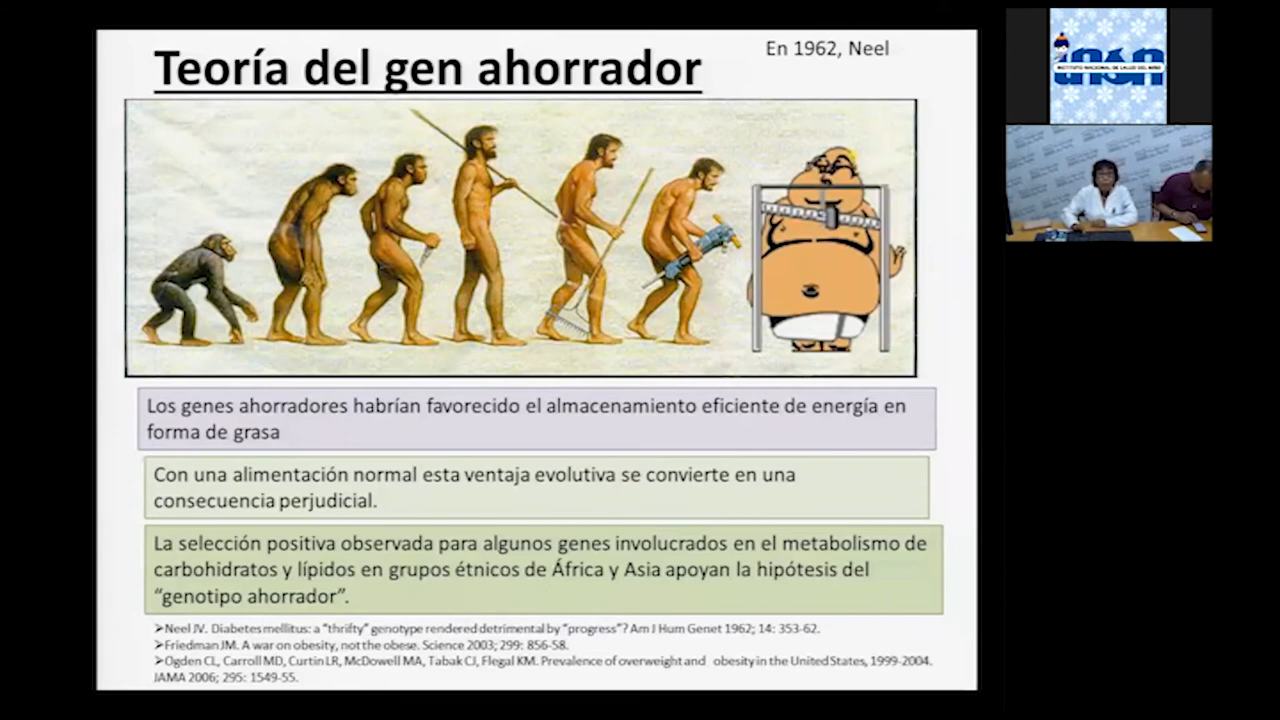 Teoría del gen ahorrador
En 1962, Neel
Los genes ahorradores habrían favorecido el almacenamiento eficiente de energía en
forma de grasa
Con una alimentación normal esta ventaja evolutiva se convierte en una
consecuencia perjudicial.
La selección positiva observada para algunos genes involucrados en el metabolismo de
carbohidratos y lípidos en grupos étnicos de África y Asia apoyan la hipótesis del
“genotipo ahorrador”.
➢Neel JV. Diabetes mellitus: a “thrifty” genotype rendered detrimental by “progress”? Am J Hum Genet 1962; 14: 353-62.
➢Friedman JM. A war on obesity, not the obese. Science 2003; 299: 856-58.
➢Ogden CL, Carroll MD, Curtin LR, McDowell MA, Tabak CJ, Flegal KM. Prevalence of overweight and obesity in the United States, 1999-2004.
JAMA 2006; 295: 1549-55.
insn
INSTITUTO NACIONAL DE SALUD DEL NIÑO